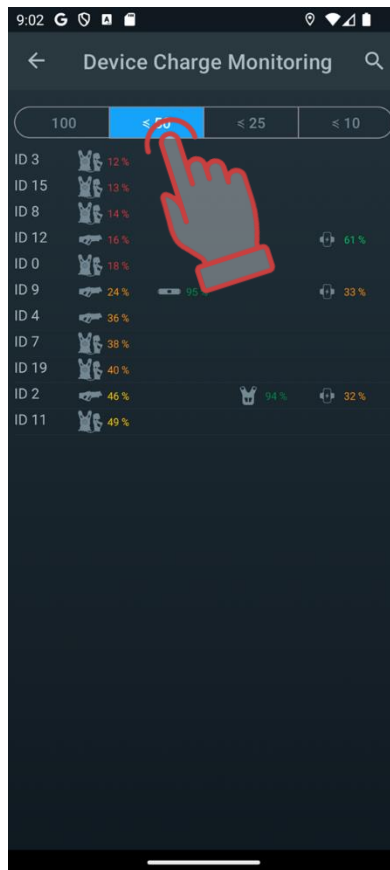 9:02 G
Device Charge Monitoring
100 ≤ 50 ≤ 25 ≤ 10
ID 3 12 %
ID 15 13 %
ID 8 14 %
ID 12 16 % 61 %
ID 0 18 %
ID 9 24 % 95 33 %
ID 4 36 %
ID 7 38 %
ID 19 40 %
ID 2 46 % 94 % 32 %
ID 11 49 %